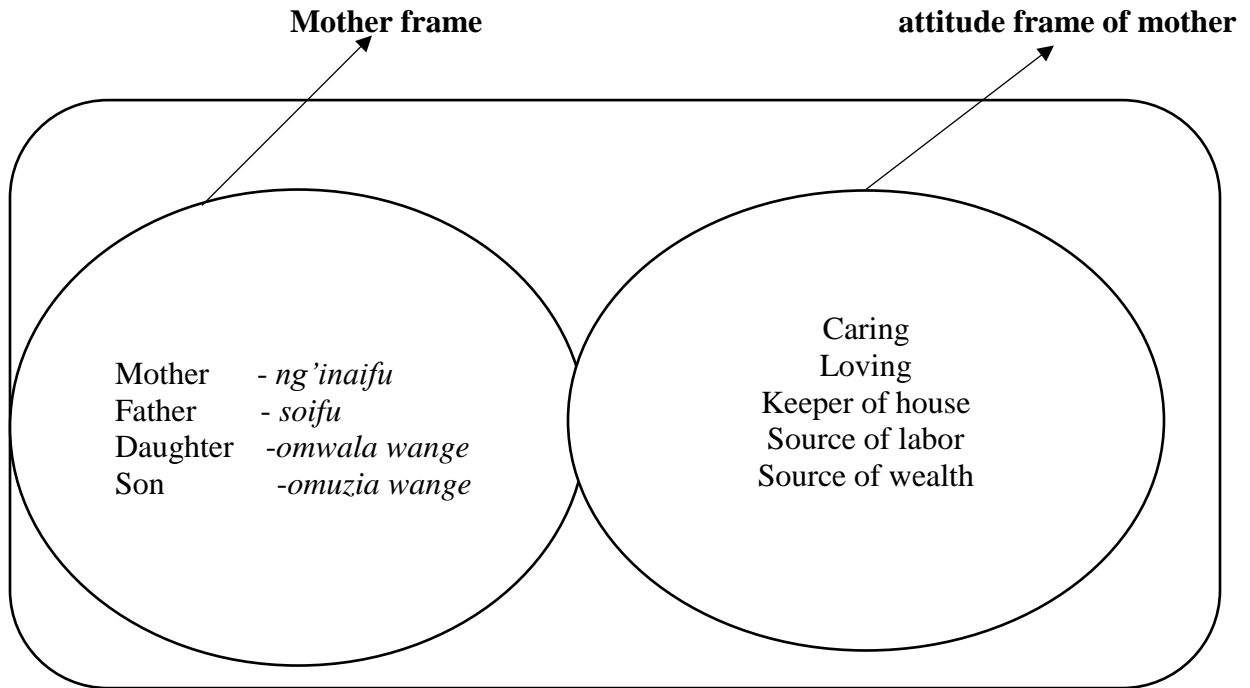 Mother frame
attitude frame of mother
Mother - ng’inaifu
Father - soifu
Daughter -omwala wange
Son -omuzia wange
Caring
Loving
Keeper of house
Source of labor
Source of wealth